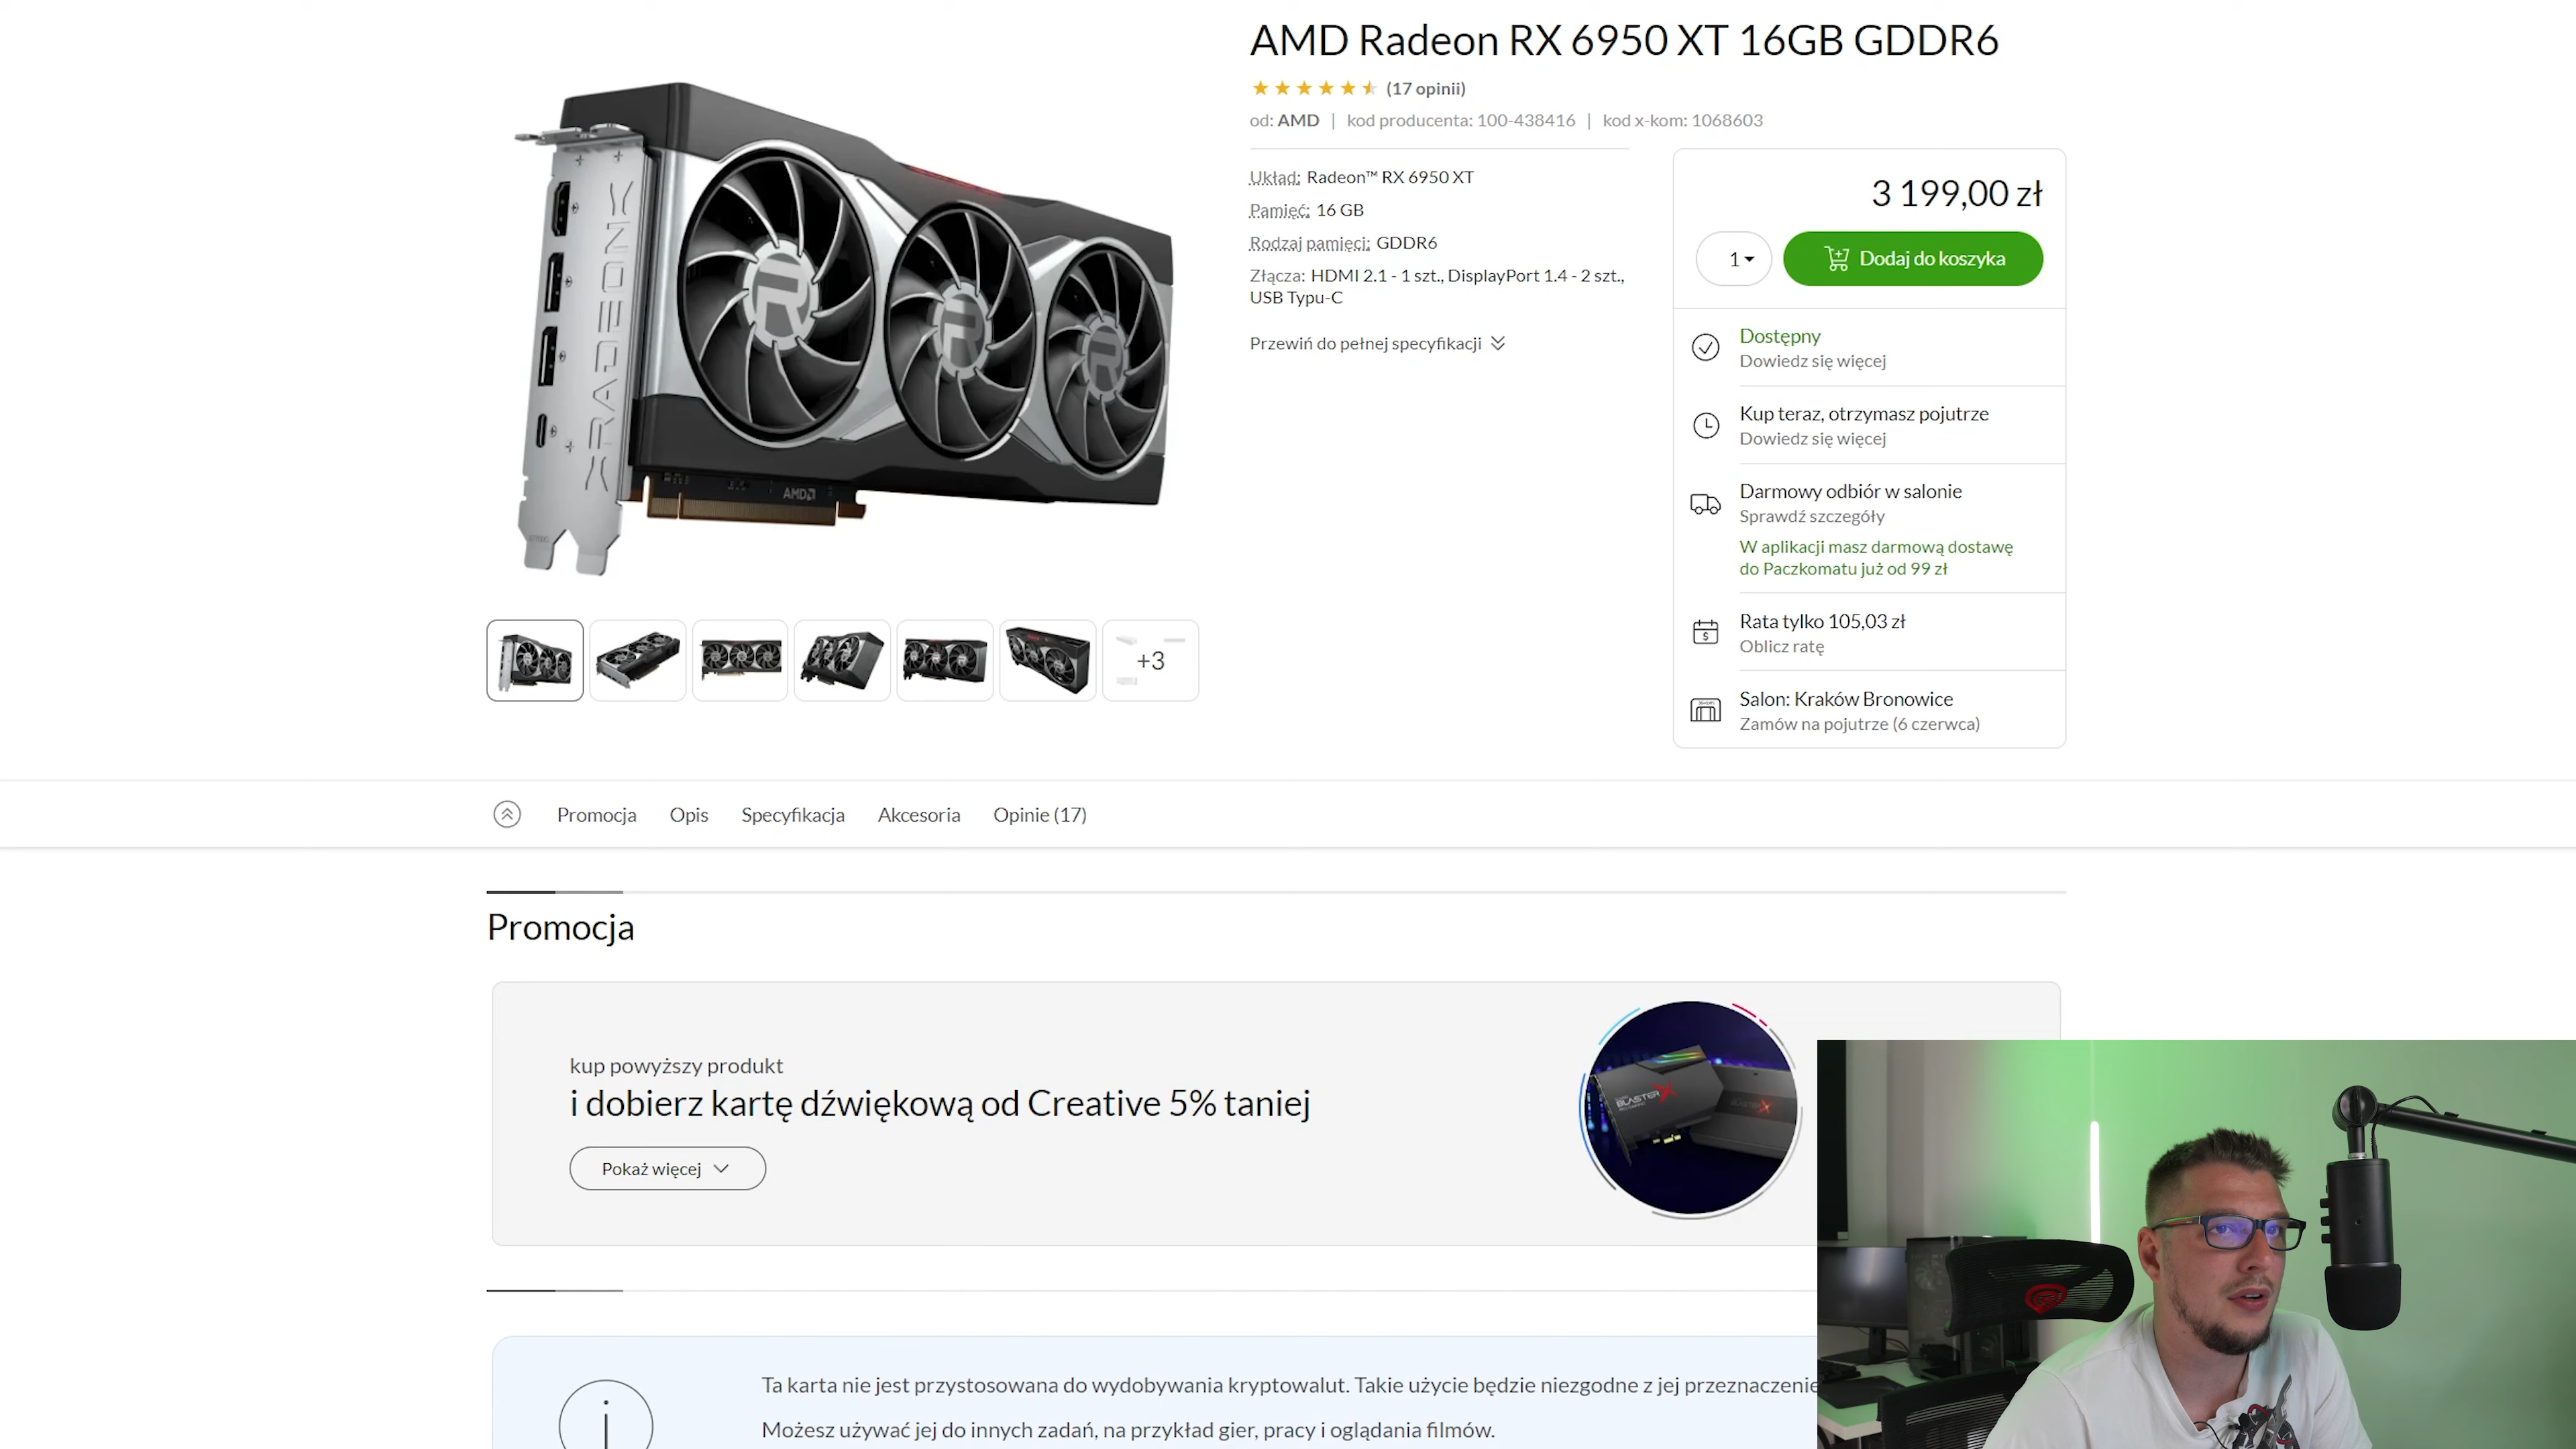 AMD Radeon RX 6950 XT 16GB GDDR6
(17 opinii)
od: AMD | kod producenta: 100-438416 | kod x-kom: 1068603
Układ: Radeon™ RX 6950 XT
Pamięć: 16 GB
Rodzaj pamięci: GDDR6
Złącza: HDMI 2.1 - 1 szt., DisplayPort 1.4 - 2 szt.,
USB Typu-C
Przewiń do pełnej specyfikacji
3 199,00 zł
1
Dodaj do koszyka
Dostępny
Dowiedz się więcej
Kup teraz, otrzymasz pojutrze
Dowiedz się więcej
Darmowy odbiór w salonie
Sprawdź szczegóły
W aplikacji masz darmową dostawę
do Paczkomatu już od 99 zł
Rata tylko 105,03 zł
Oblicz ratę
Salon: Kraków Bronowice
Zamów na pojutrze (6 czerwca)
RADEON
AMD
+3
Promocja
Opis
Specyfikacja
Akcesoria
Opinie (17)
Promocja
kup powyższy produkt
i dobierz kartę dźwiękową od Creative 5% taniej
Pokaż więcej
BLASTERX
BLASTERX
Ta karta nie jest przystosowana do wydobywania kryptowalut. Takie użycie będzie niezgodne z jej przeznaczenie
Możesz używać jej do innych zadań, na przykład gier, pracy i oglądania filmów.